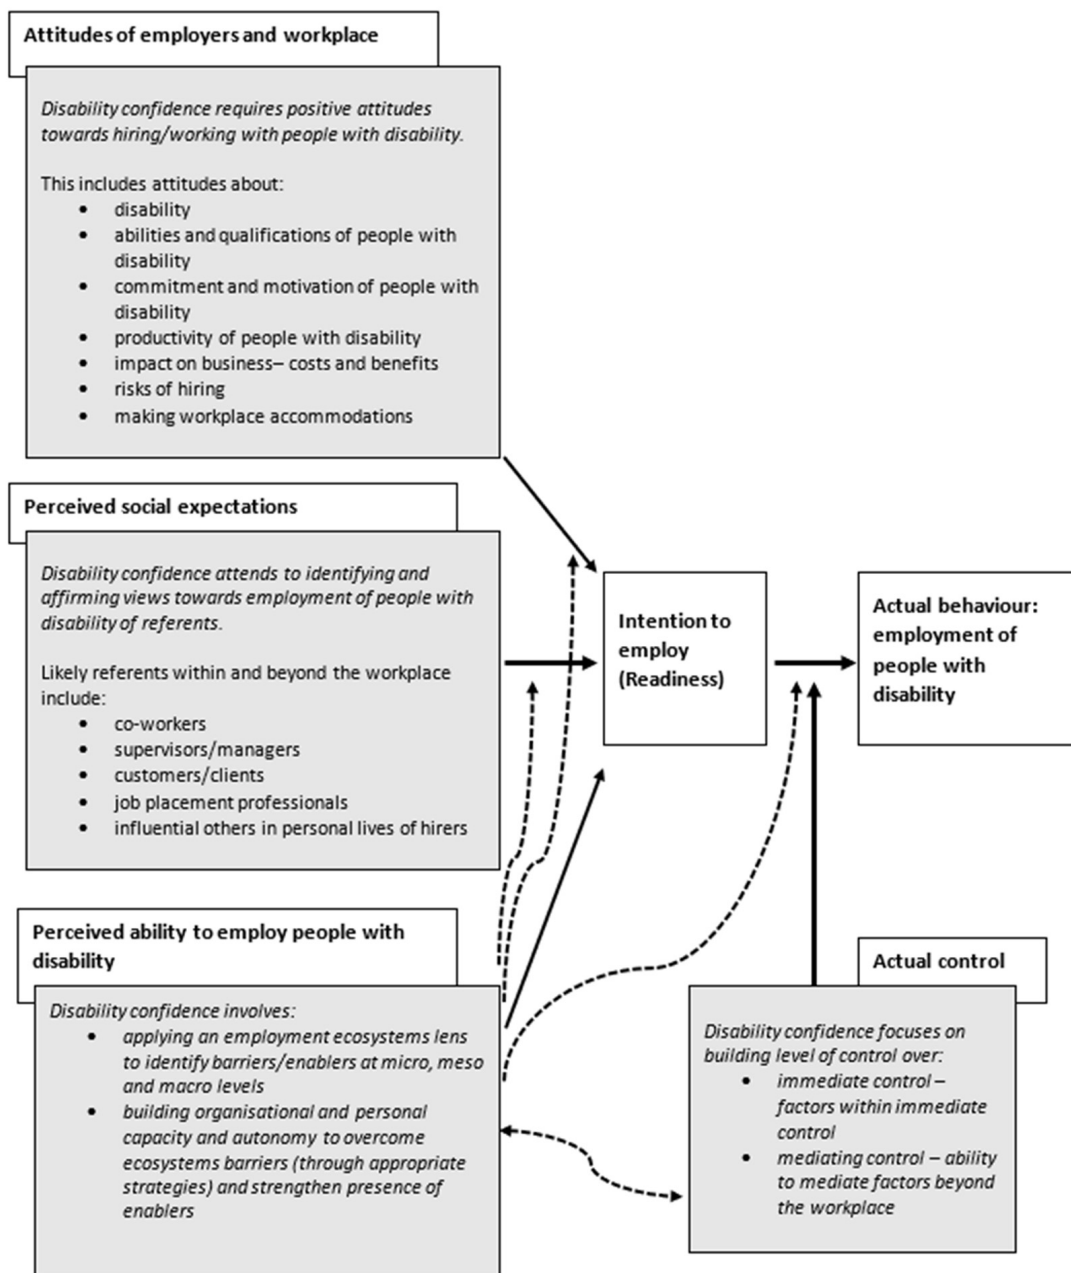 Attitudes of employers and workplace
Disability confidence requires positive attitudes
towards hiring/working with people with disability.
This includes attitudes about:
• disability
• abilities and qualifications of people with
disability
• commitment and motivation of people with
disability
• productivity of people with disability
• impact on business– costs and benefits
• risks of hiring
• making workplace accommodations
Perceived social expectations
Disability confidence attends to identifying and
affirming views towards employment of people with
disability of referents.
Likely referents within and beyond the workplace
include:
• co-workers
• supervisors/managers
• customers/clients
• job placement professionals
• influential others in personal lives of hirers
Intention to
employ
(Readiness)
Actual behaviour:
employment of
people with
disability
Perceived ability to employ people with
disability
Disability confidence involves:
• applying an employment ecosystems lens
to identify barriers/enablers at micro, meso
and macro levels
• building organisational and personal
capacity and autonomy to overcome
ecosystems barriers (through appropriate
strategies) and strengthen presence of
enablers
Actual control
Disability confidence focuses on
building level of control over:
• immediate control –
factors within immediate
control
• mediating control – ability
to mediate factors beyond
the workplace